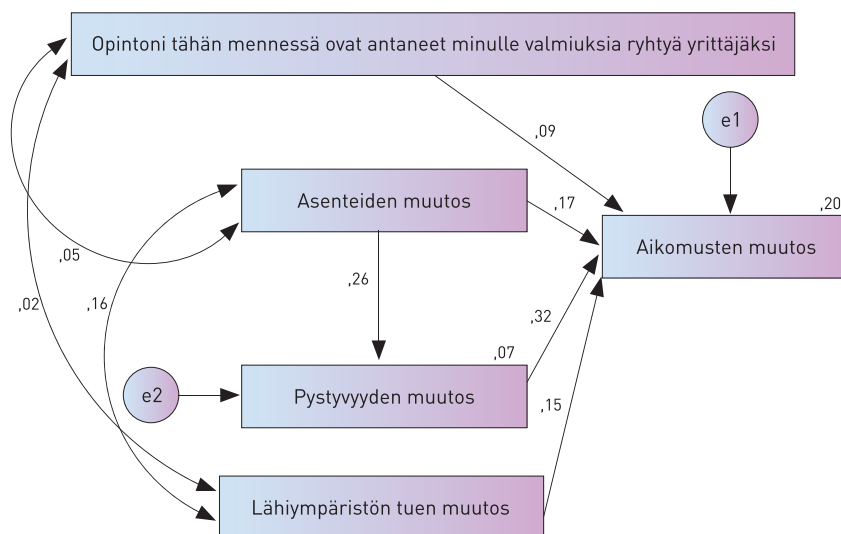 Opintoni tähän mennessä ovat antaneet minulle valmiuksia ryhtyä yrittäjäksi
e1
,09
Asenteiden muutos
,17
,20
Aikomusten muutos
,05
,26
,02
,16
,32
,07
e2
Pystyvyyden muutos
,15
Lähiympäristön tuen muutos